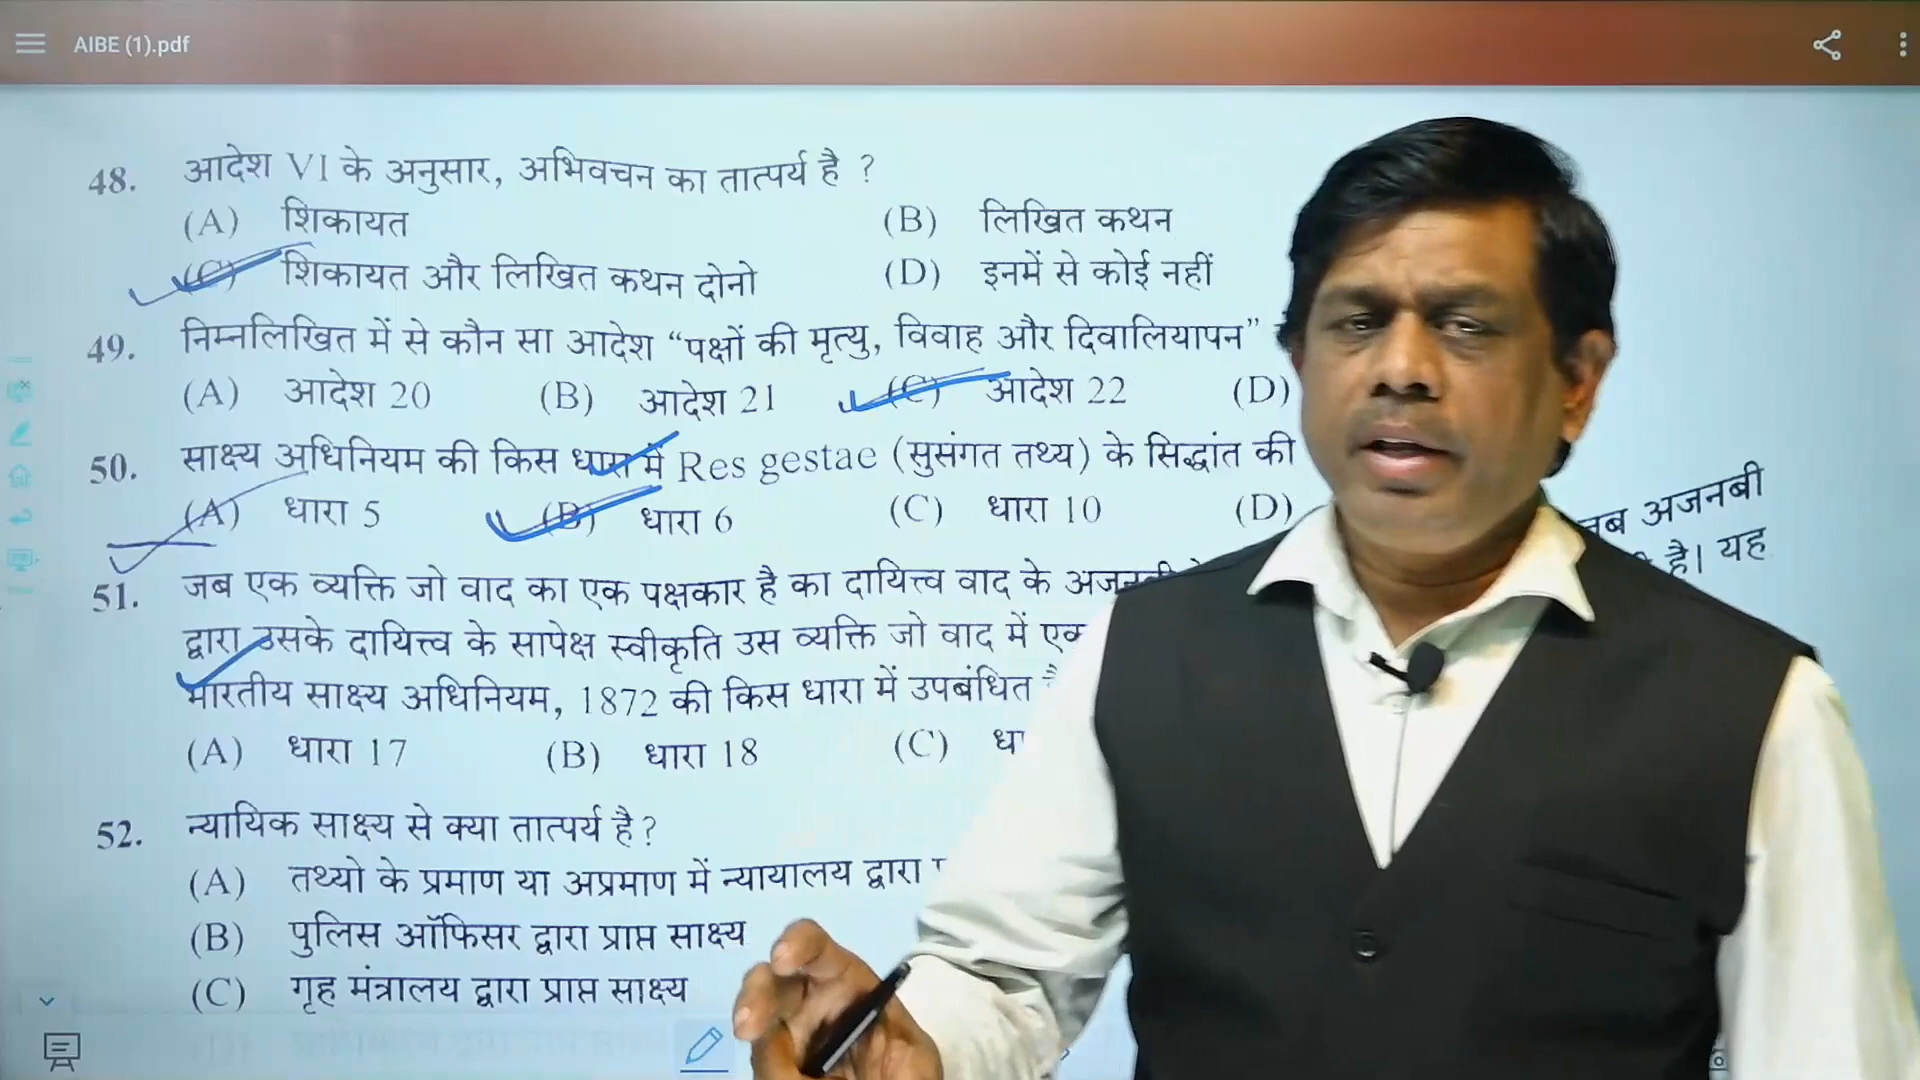 AIBE (1).pdf
48. आदेश VI के अनुसार, अभिवचन का तात्पर्य है ?
(A) शिकायत (B) लिखित कथन
(C) शिकायत और लिखित कथन दोनो (D) इनमें से कोई नहीं
49. निम्नलिखित में से कौन सा आदेश “पक्षों की मृत्यु, विवाह और दिवालियापन”
(A) आदेश 20 (B) आदेश 21 (C) आदेश 22 (D)
50. साक्ष्य अधिनियम की किस धारा में Res gestae (सुसंगत तथ्य) के सिद्धांत की
(A) धारा 5 (B) धारा 6 (C) धारा 10 (D)
51. जब एक व्यक्ति जो वाद का एक पक्षकार है का दायित्त्व वाद के अजनबी अजनबी
द्वारा उसके दायित्त्व के सापेक्ष स्वीकृति उस व्यक्ति जो वाद में एक है। यह
भारतीय साक्ष्य अधिनियम, 1872 की किस धारा में उपबंधित
(A) धारा 17 (B) धारा 18 (C)
52. न्यायिक साक्ष्य से क्या तात्पर्य है ?
(A) तथ्यो के प्रमाण या अप्रमाण में न्यायालय द्वारा
(B) पुलिस ऑफिसर द्वारा प्राप्त साक्ष्य
(C) गृह मंत्रालय द्वारा प्राप्त साक्ष्य